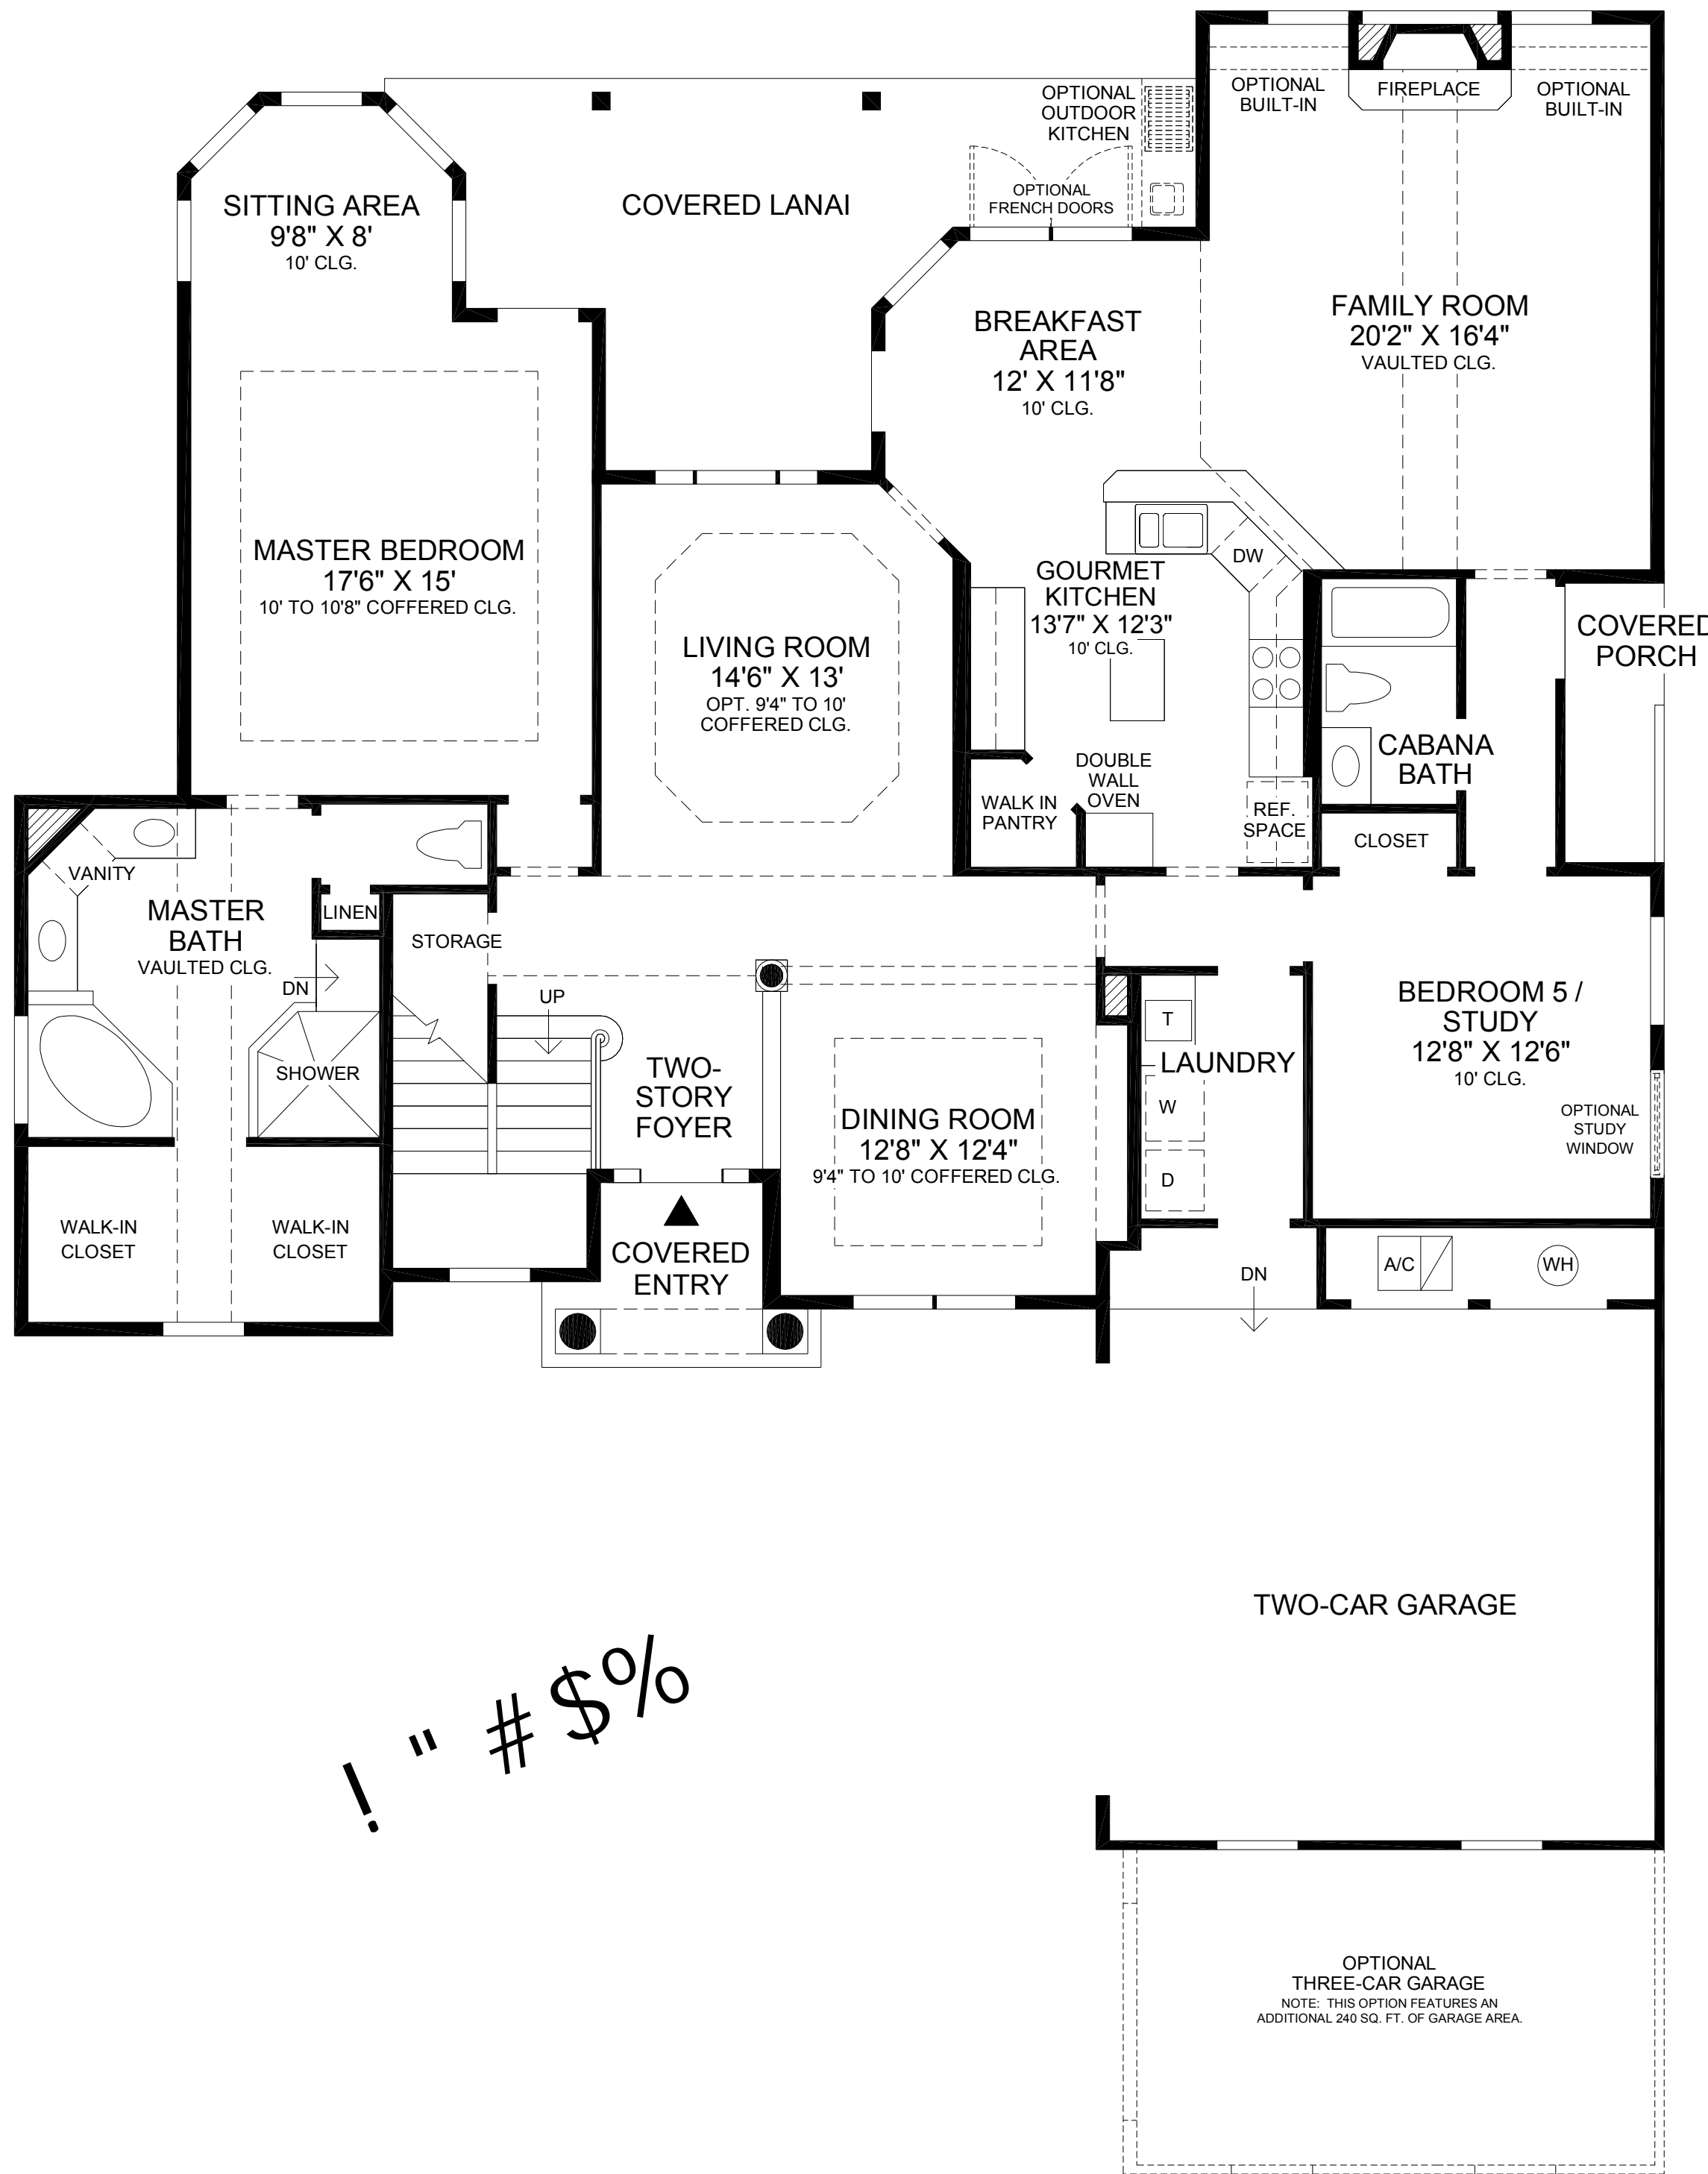 OPTIONAL
BUILT-IN
FIREPLACE
OPTIONAL
BUILT-IN
OPTIONAL
OUTDOOR
KITCHEN
OPTIONAL
FRENCH DOORS
COVERED LANAI
SITTING AREA
9'8" X 8'
10' CLG.
BREAKFAST
AREA
12' X 11'8"
10' CLG.
FAMILY ROOM
20'2" X 16'4"
VAULTED CLG.
MASTER BEDROOM
17'6" X 15'
10' TO 10'8" COFFERED CLG.
LIVING ROOM
14'6" X 13'
OPT. 9'4" TO 10'
COFFERED CLG.
DW
GOURMET
KITCHEN
13'7" X 12'3"
10' CLG.
COVERED
PORCH
CABANA
BATH
DOUBLE
WALL
OVEN
WALK IN
PANTRY
REF.
SPACE
CLOSET
VANITY
MASTER
BATH
VAULTED CLG.
LINEN
STORAGE
DN
SHOWER
UP
TWO-
STORY
FOYER
DINING ROOM
12'8" X 12'4"
9'4" TO 10' COFFERED CLG.
T
LAUNDRY
W
D
BEDROOM 5 /
STUDY
12'8" X 12'6"
10' CLG.
OPTIONAL
STUDY
WINDOW
WALK-IN
CLOSET
WALK-IN
CLOSET
COVERED
ENTRY
DN
A/C
WH
TWO-CAR GARAGE
! " # $%
OPTIONAL
THREE-CAR GARAGE
NOTE: THIS OPTION FEATURES AN
ADDITIONAL 240 SQ. FT. OF GARAGE AREA.